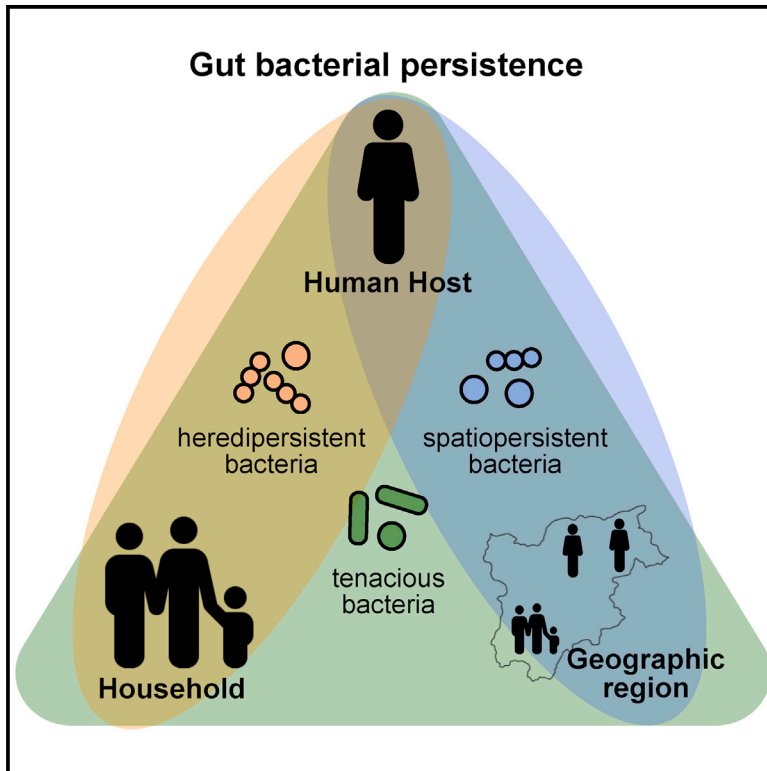 Gut bacterial persistence
Human Host
heredipersistent
bacteria
spatiopersistent
bacteria
tenacious
bacteria
Household
Geographic
region